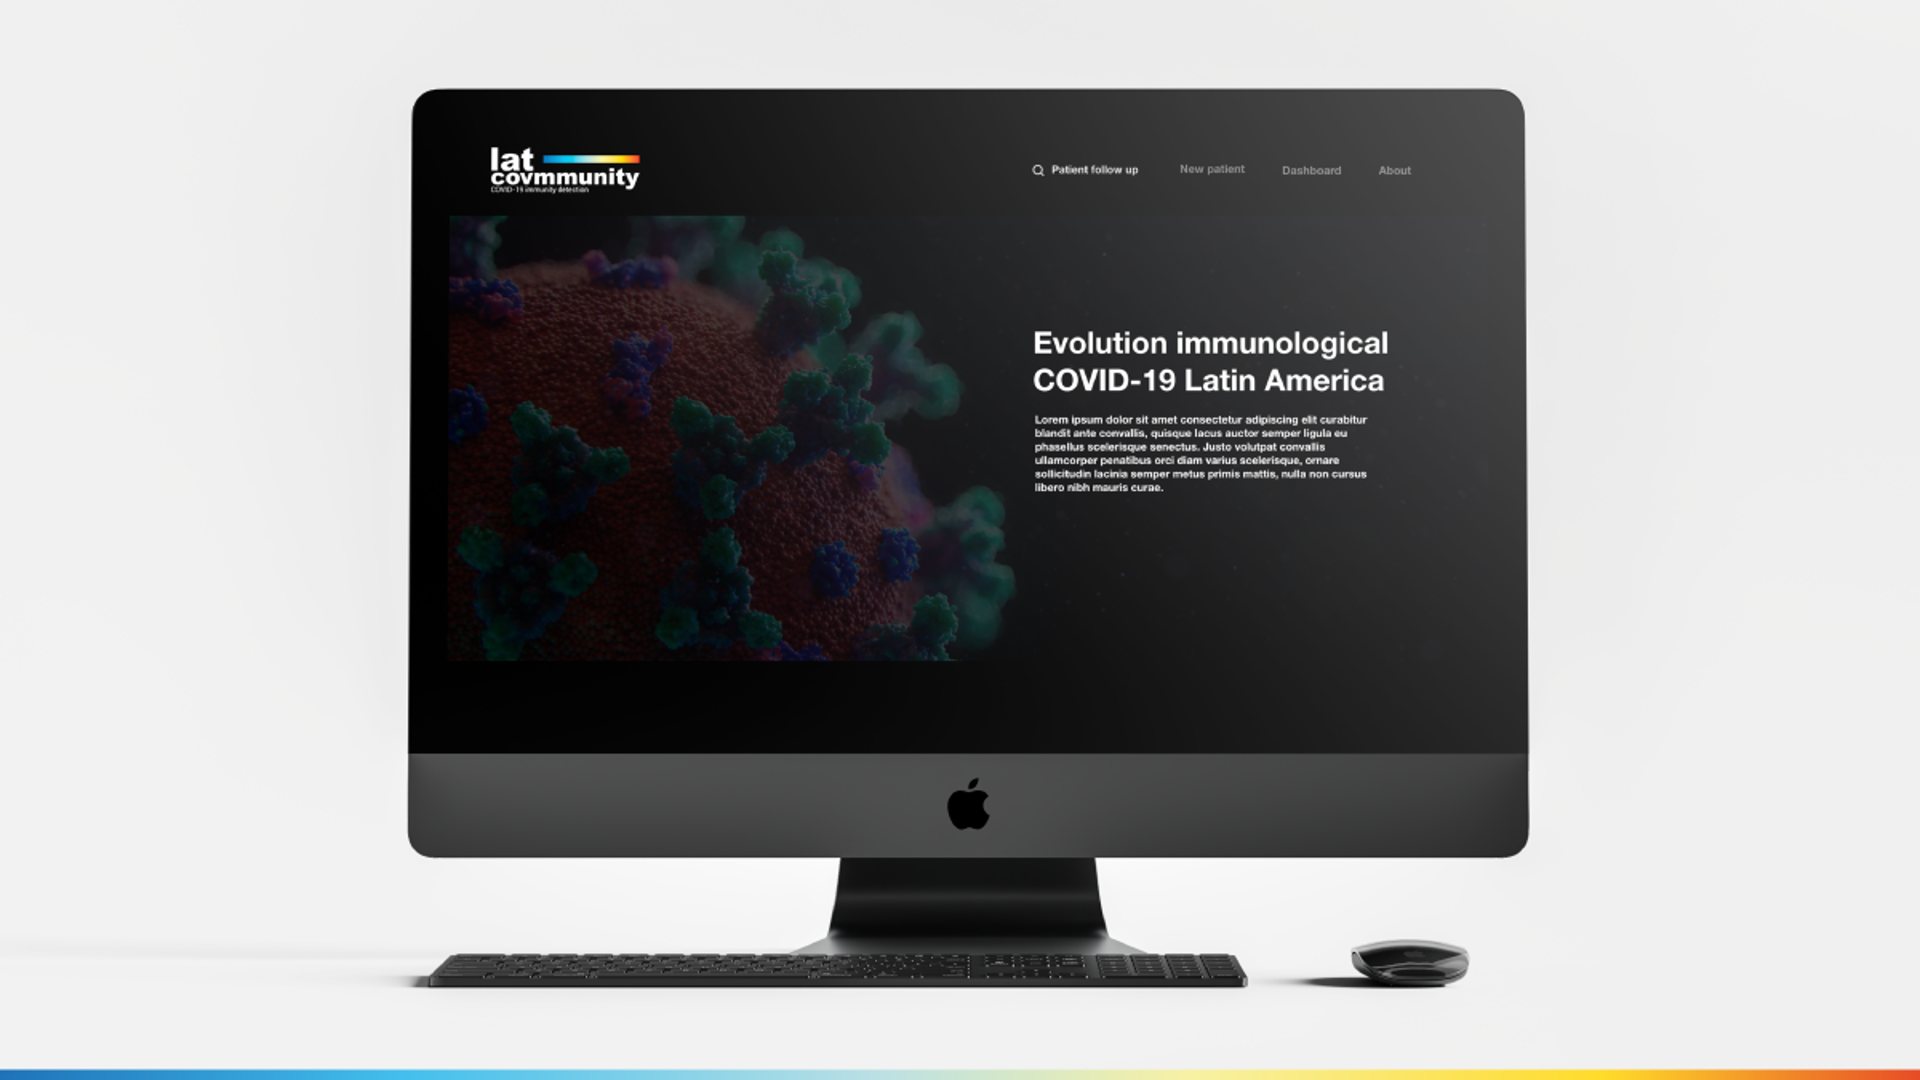 lat
covmmunity
COVID-19 immunity detection
Patient follow up
New patient
Dashboard
About
Evolution immunological
COVID-19 Latin America
Lorem ipsum dolor sit amet consectetur adipiscing elit curabitur
blandit ante convallis, quisque lacus auctor semper ligula eu
phasellus scelerisque senectus. Justo volutpat convallis
ullamcorper penatibus orci diam varius scelerisque, ornare
sollicitudin lacinia semper metus primis mattis, nulla non cursus
libero nibh mauris curae.